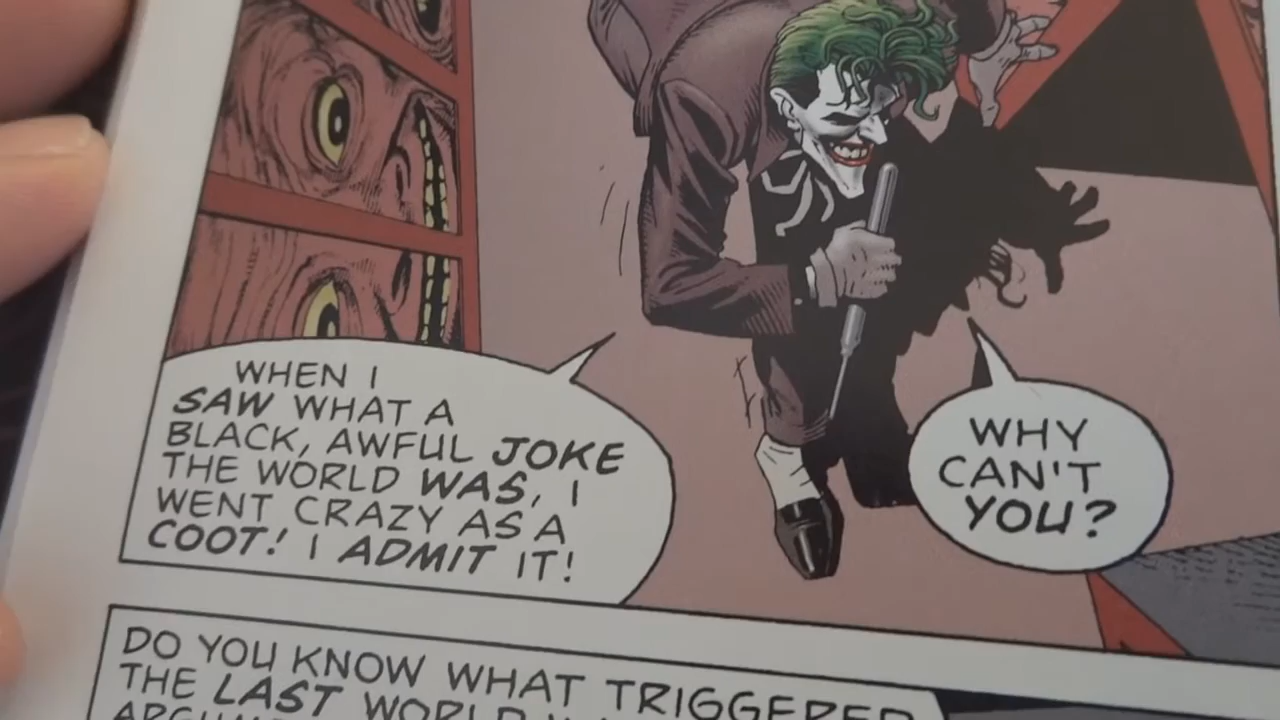 WHEN I
SAW WHAT A
BLACK, AWFUL JOKE
THE WORLD WAS, I
WENT CRAZY AS A
COOT! I ADMIT IT!
WHY
CAN'T
YOU?
DO YOU KNOW WHAT TRIGGERED
THE LAST WORLD